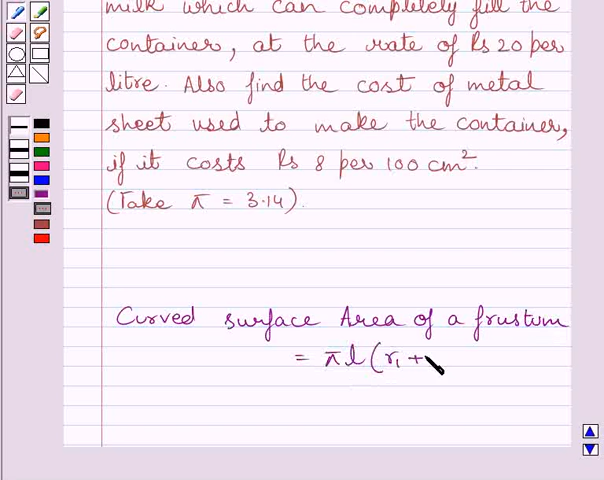 milk which can completely fill the
container, at the rate of Rs 20 per
litre. Also find the cost of metal
sheet used to make the container,
if it costs Rs 8 per 100 cm².
(Take π = 3.14).
Curved surface Area of a frustum
= πl(r₁+